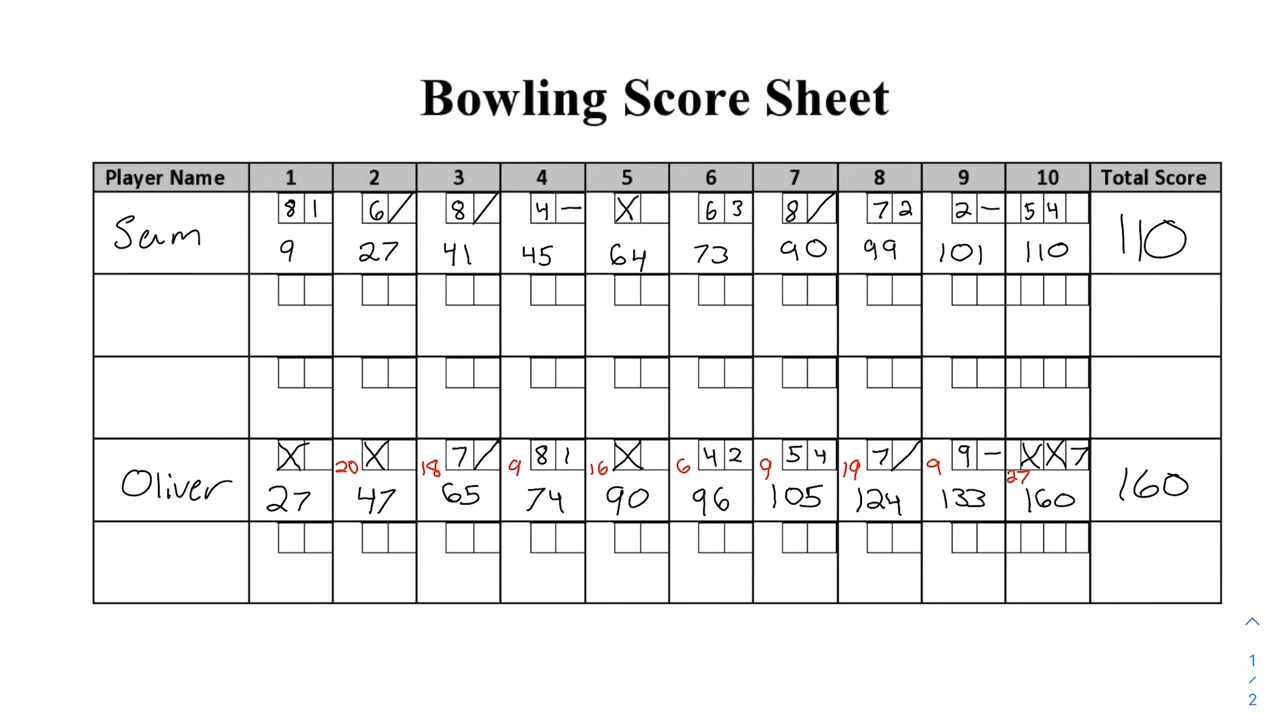 Bowling Score Sheet
Player Name 1 2 3 4 5 6 7 8 9 10 Total Score
8 1 6 / 8 / 4 - X 6 3 8 / 7 2 2 - 5 4
Sam 9 27 41 45 64 73 90 99 101 110 110
X 20 X 18 7 / 9 8 1 16 X 6 4 2 9 5 4 19 7 / 9 9 - 27 X X 7
Oliver 27 47 65 74 90 96 105 124 133 160 160
^
1
/
2